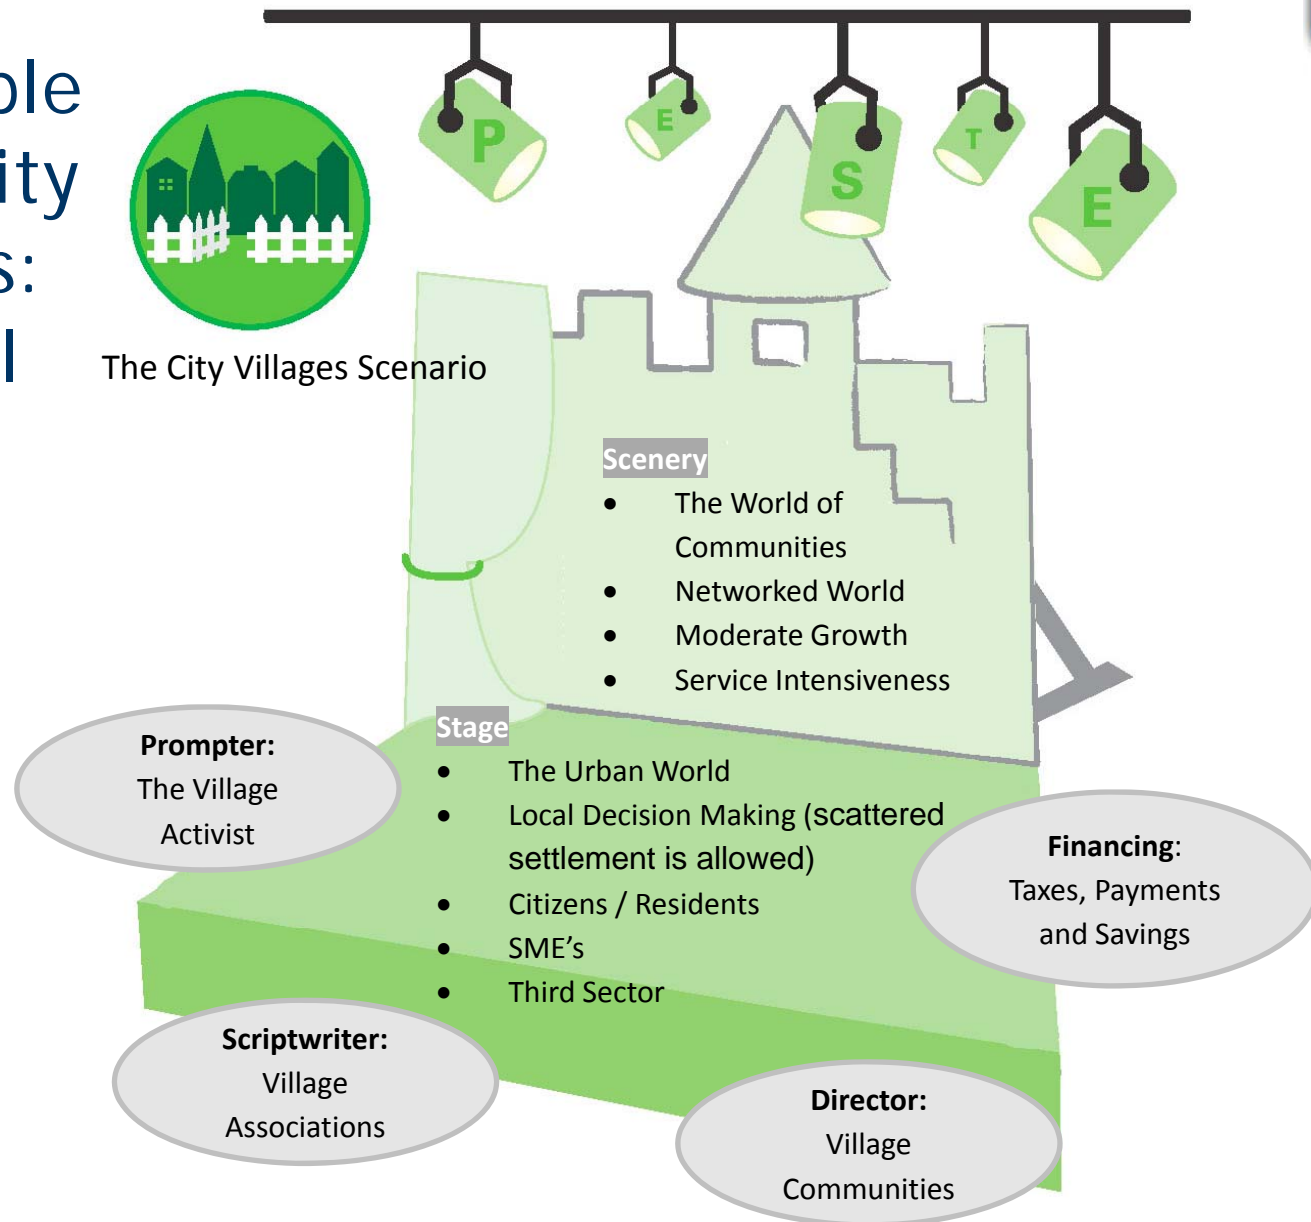 P
E
S
T
E
The City Villages Scenario
Scenery
• The World of
Communities
• Networked World
• Moderate Growth
• Service Intensiveness
Stage
• The Urban World
• Local Decision Making (scattered
settlement is allowed)
• Citizens / Residents
• SME's
• Third Sector
Prompter:
The Village
Activist
Financing:
Taxes, Payments
and Savings
Scriptwriter:
Village
Associations
Director:
Village
Communities